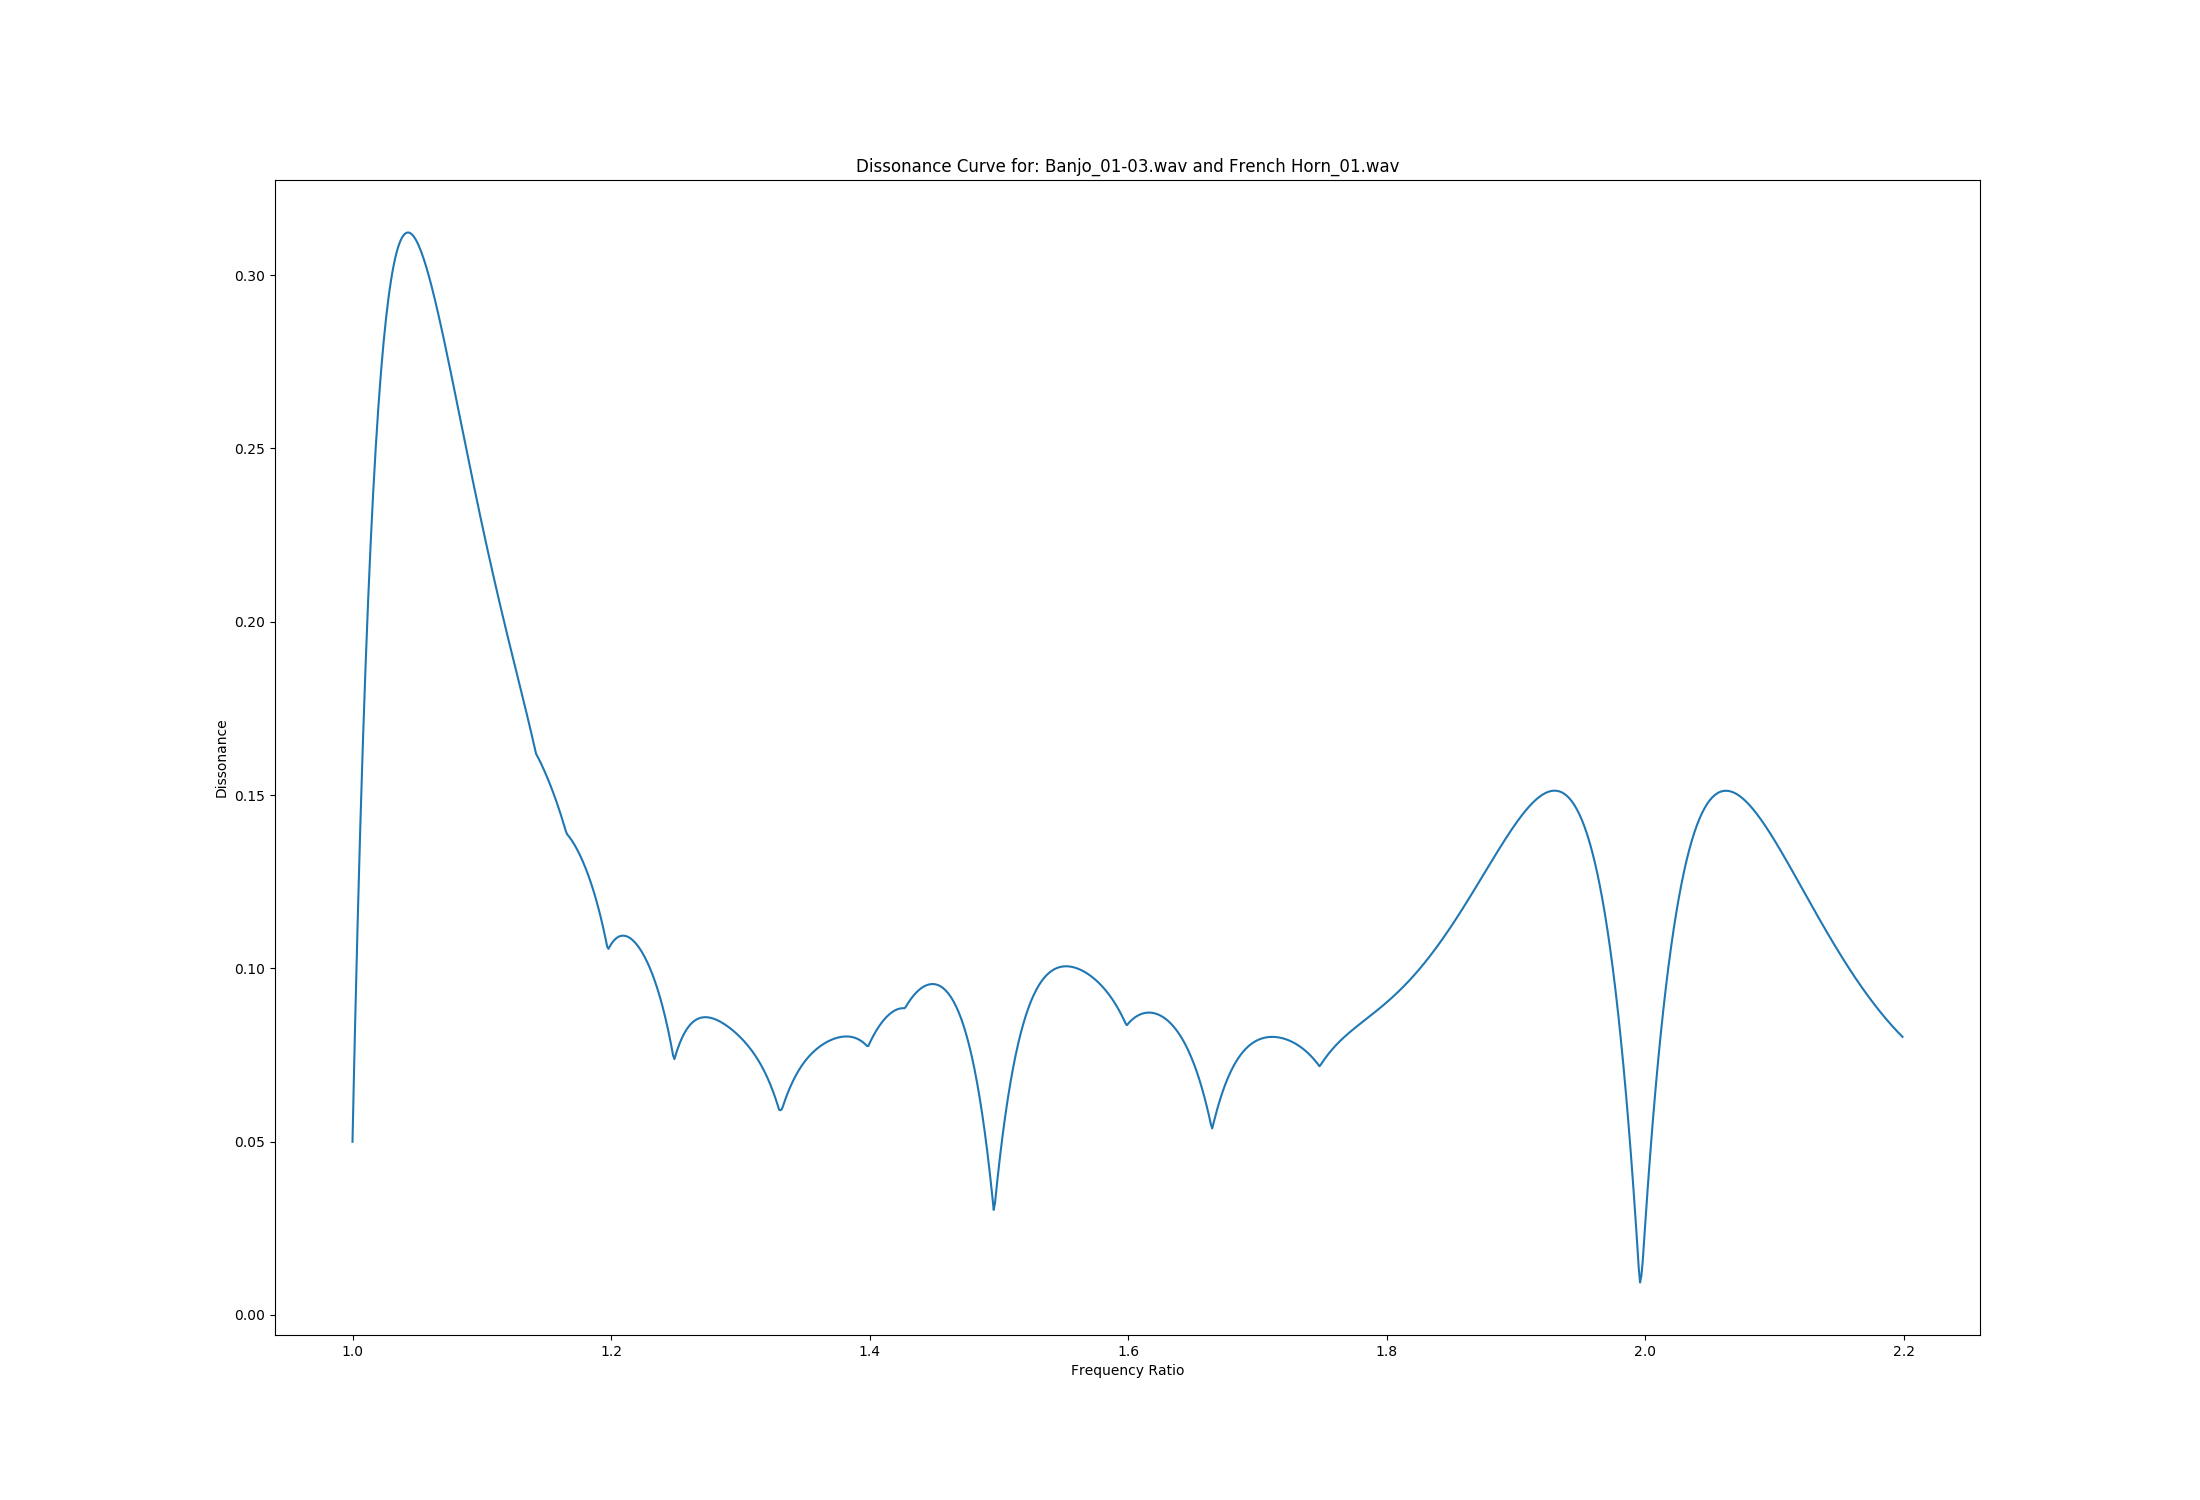 Dissonance Curve for: Banjo_01-03.wav and French Horn_01.wav
0.30
0.25
0.20
0.15
0.10
0.05
0.00
Dissonance
1.0 1.2 1.4 1.6 1.8 2.0 2.2
Frequency Ratio